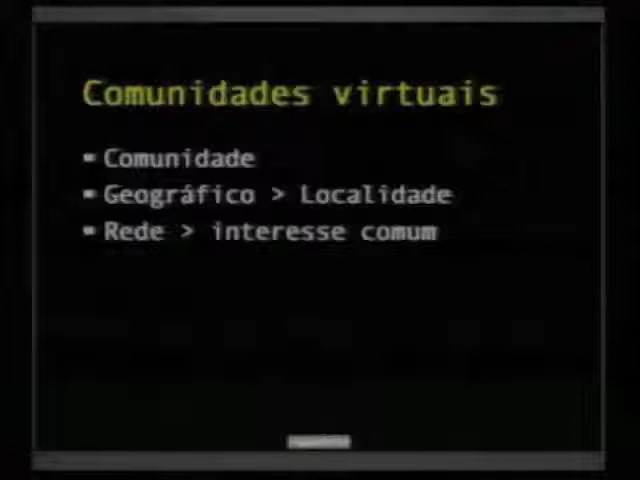 Comunidades virtuais
Comunidade
Geográfico > Localidade
Rede > interesse comum